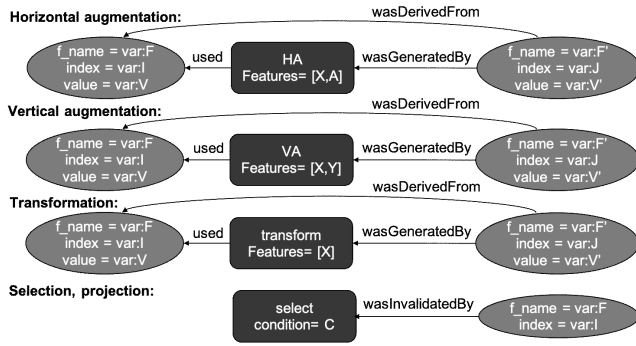 Horizontal augmentation:
wasDerivedFrom
f_name = var:F
index = var:I
value = var:V
used
HA
Features= [X,A]
wasGeneratedBy
f_name = var:F'
index = var:J
value = var:V'
Vertical augmentation:
wasDerivedFrom
f_name = var:F
index = var:I
value = var:V
used
VA
Features= [X,Y]
wasGeneratedBy
f_name = var:F'
index = var:J
value = var:V'
Transformation:
wasDerivedFrom
f_name = var:F
index = var:I
value = var:V
used
transform
Features= [X]
wasGeneratedBy
f_name = var:F'
index = var:J
value = var:V'
Selection, projection:
select
condition= C
wasInvalidatedBy
f_name = var:F
index = var:I